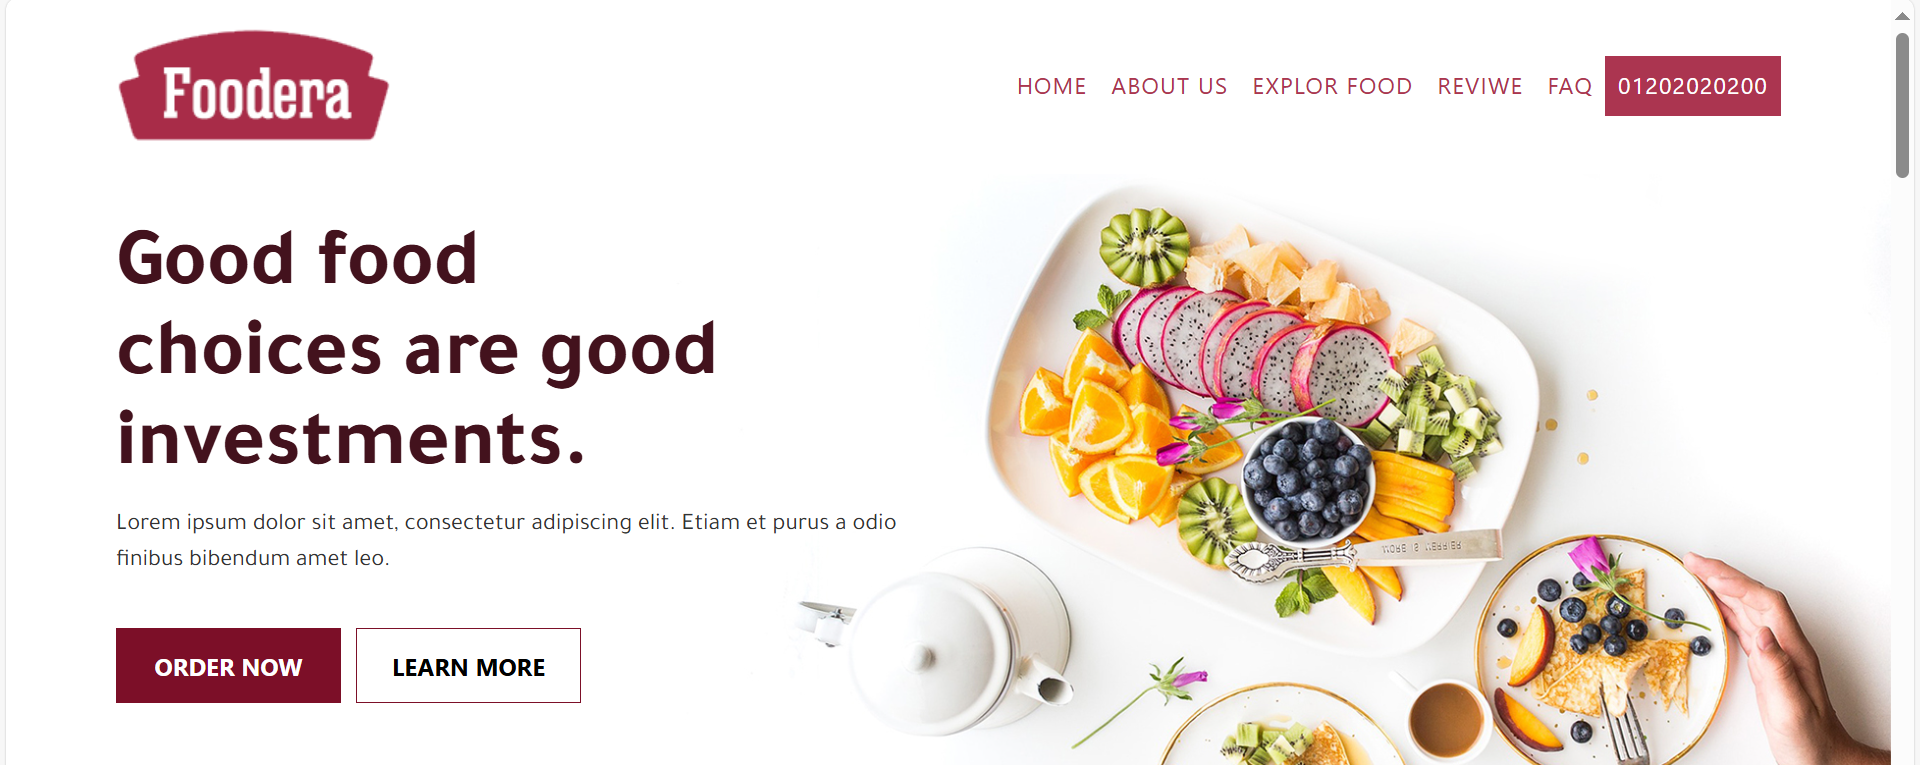 Foodera
HOME ABOUT US EXPLOR FOOD REVIWE FAQ 01202020200
Good food
choices are good
investments.
Lorem ipsum dolor sit amet, consectetur adipiscing elit. Etiam et purus a odio
finibus bibendum amet leo.
ORDER NOW LEARN MORE